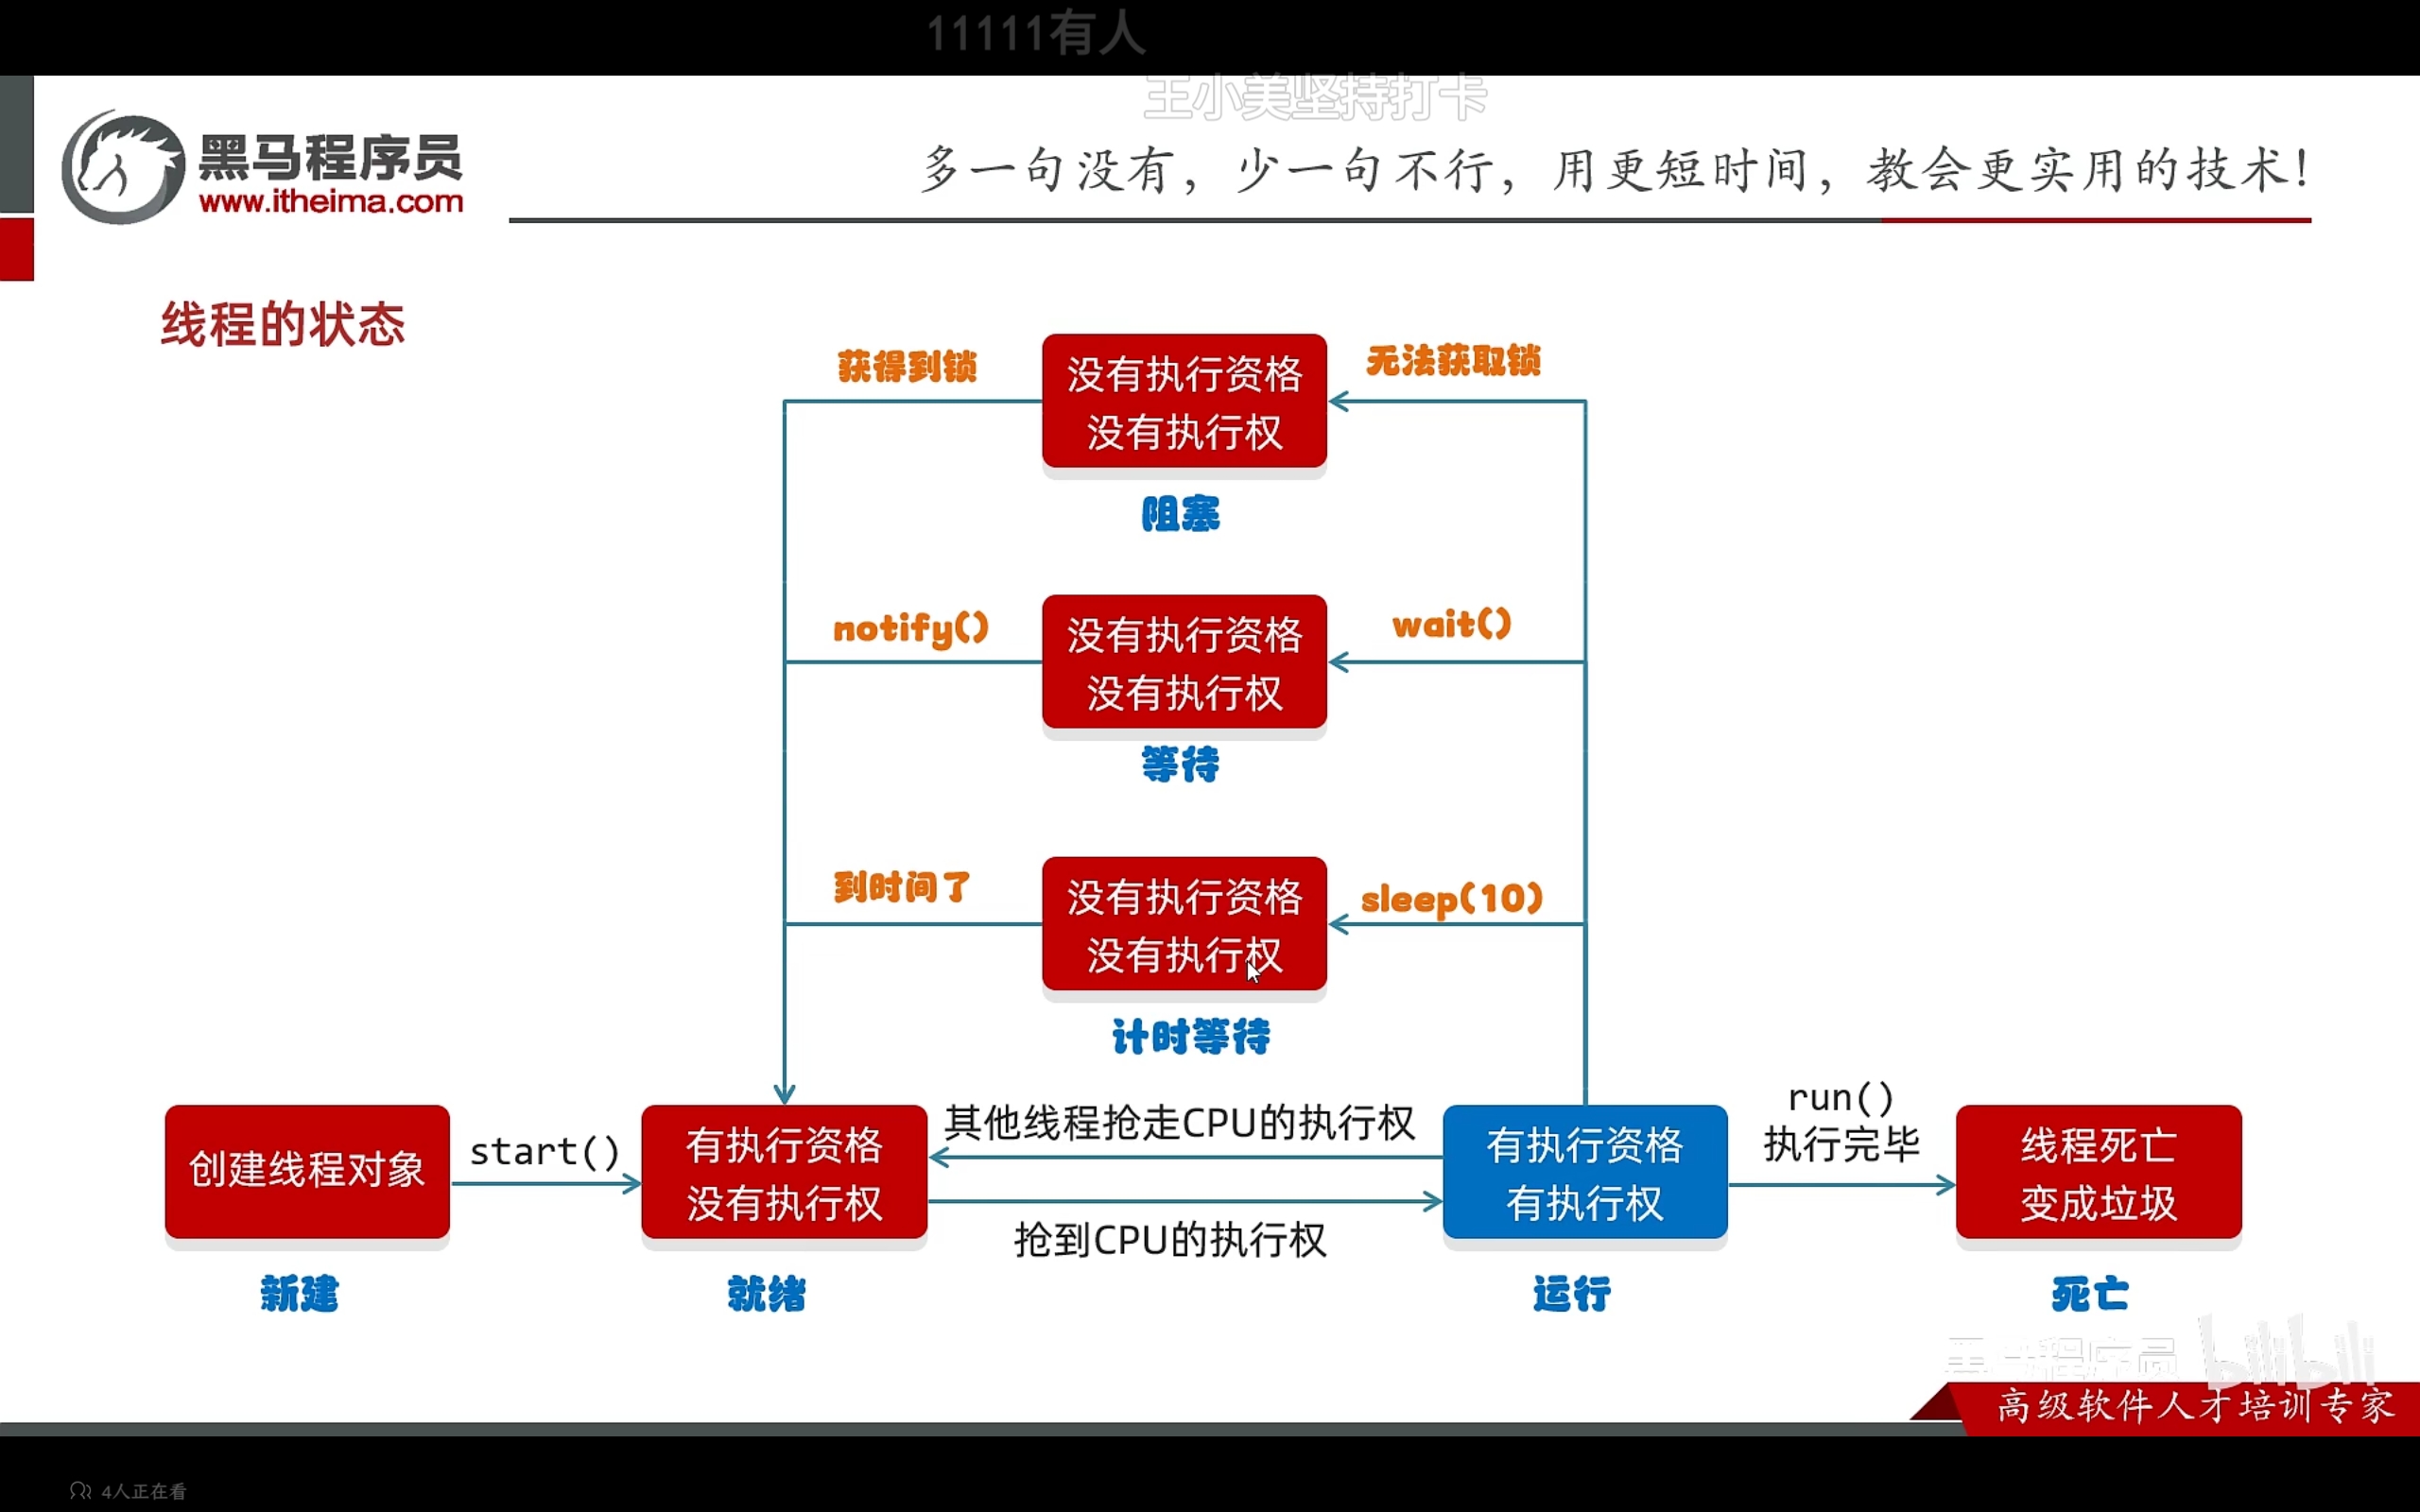 11111有人
王小美坚持打卡
黑马程序员
www.itheima.com
多一句没有，少一句不行，用更短时间，教会更实用的技术！
线程的状态
获得到锁
没有执行资格
没有执行权
无法获取锁
阻塞
notify()
没有执行资格
没有执行权
wait()
等待
到时间了
没有执行资格
没有执行权
sleep(10)
计时等待
创建线程对象
start()
有执行资格
没有执行权
其他线程抢走CPU的执行权
抢到CPU的执行权
有执行资格
有执行权
run()
执行完毕
线程死亡
变成垃圾
新建
就绪
运行
死亡
黑马程序员 bilibili
高级软件人才培训专家
4人正在看